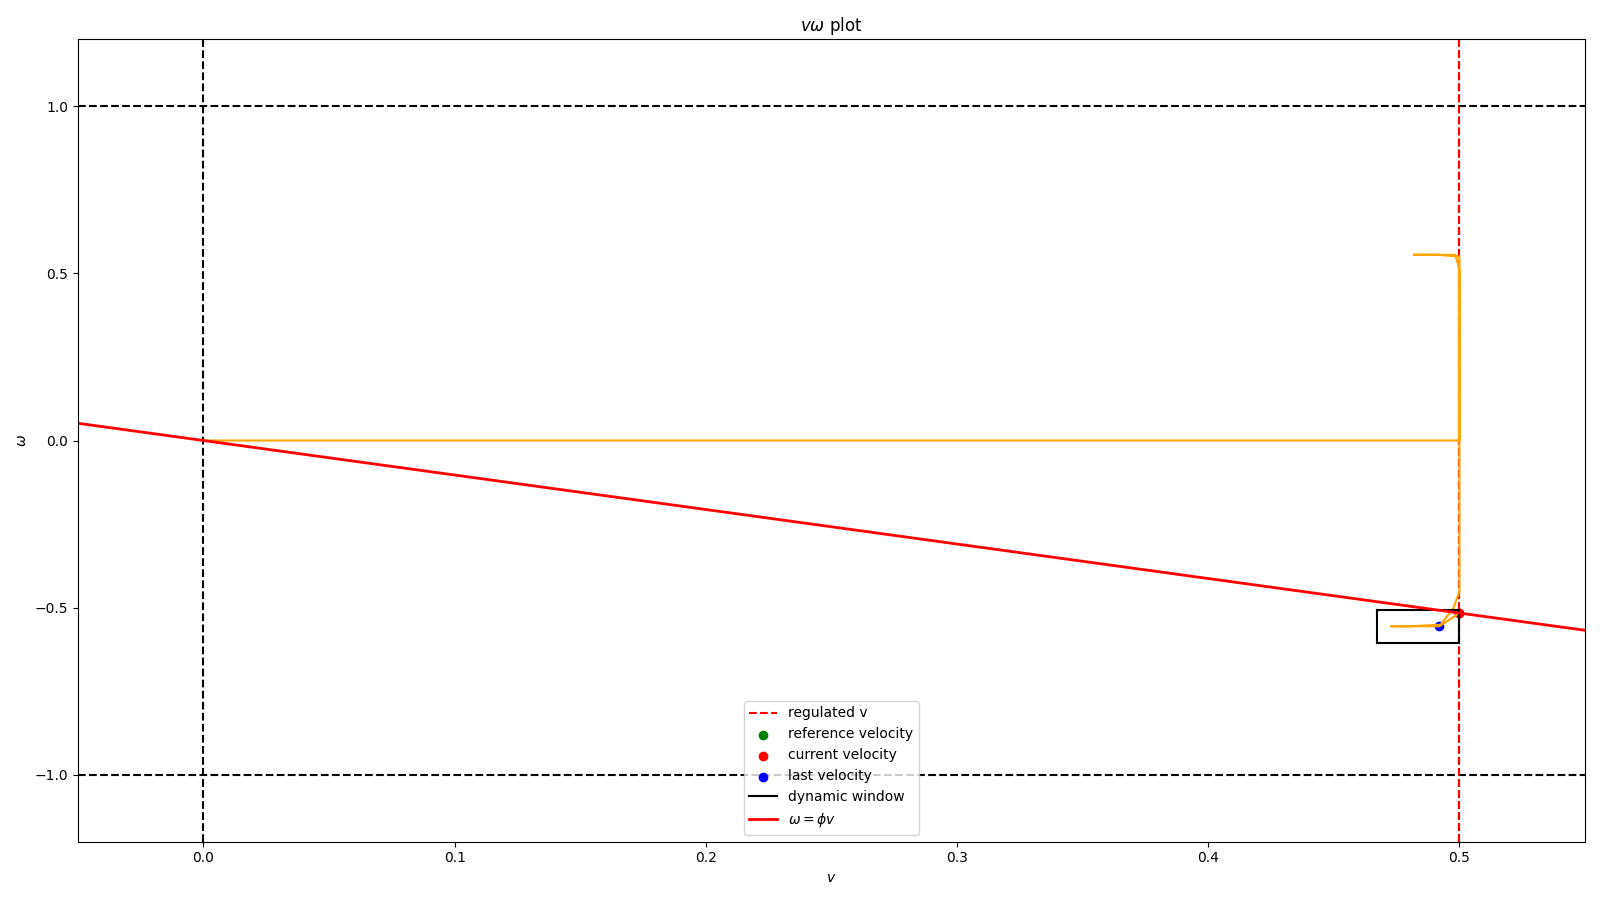 vω plot
1.0
0.5
0.0
−0.5
−1.0
ω
regulated v
reference velocity
current velocity
last velocity
dynamic window
ω = ϕv
0.0 0.1 0.2 0.3 0.4 0.5
v